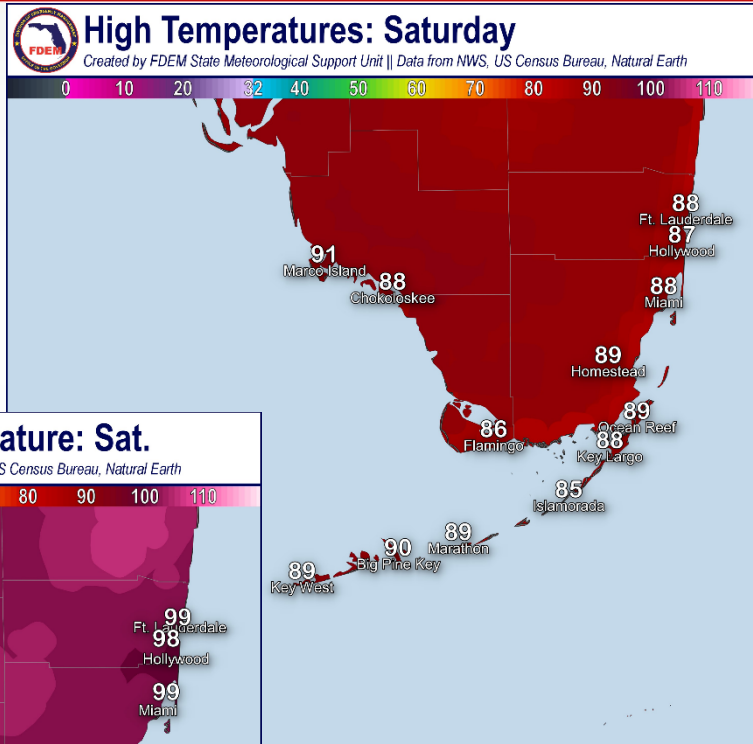 FDEM
High Temperatures: Saturday
Created by FDEM State Meteorological Support Unit || Data from NWS, US Census Bureau, Natural Earth
0 10 20 32 40 50 60 70 80 90 100 110
88
Ft. Lauderdale
87
Hollywood
91
Marco Island
88
Chokoloskee
88
Miami
89
Homestead
89
Ocean Reef
86
Flamingo
88
Key Largo
85
Islamorada
89
Marathon
90
Big Pine Key
89
Key West
ature: Sat.
S Census Bureau, Natural Earth
80 90 100 110
99
Ft. Lauderdale
98
Hollywood
99
Miami